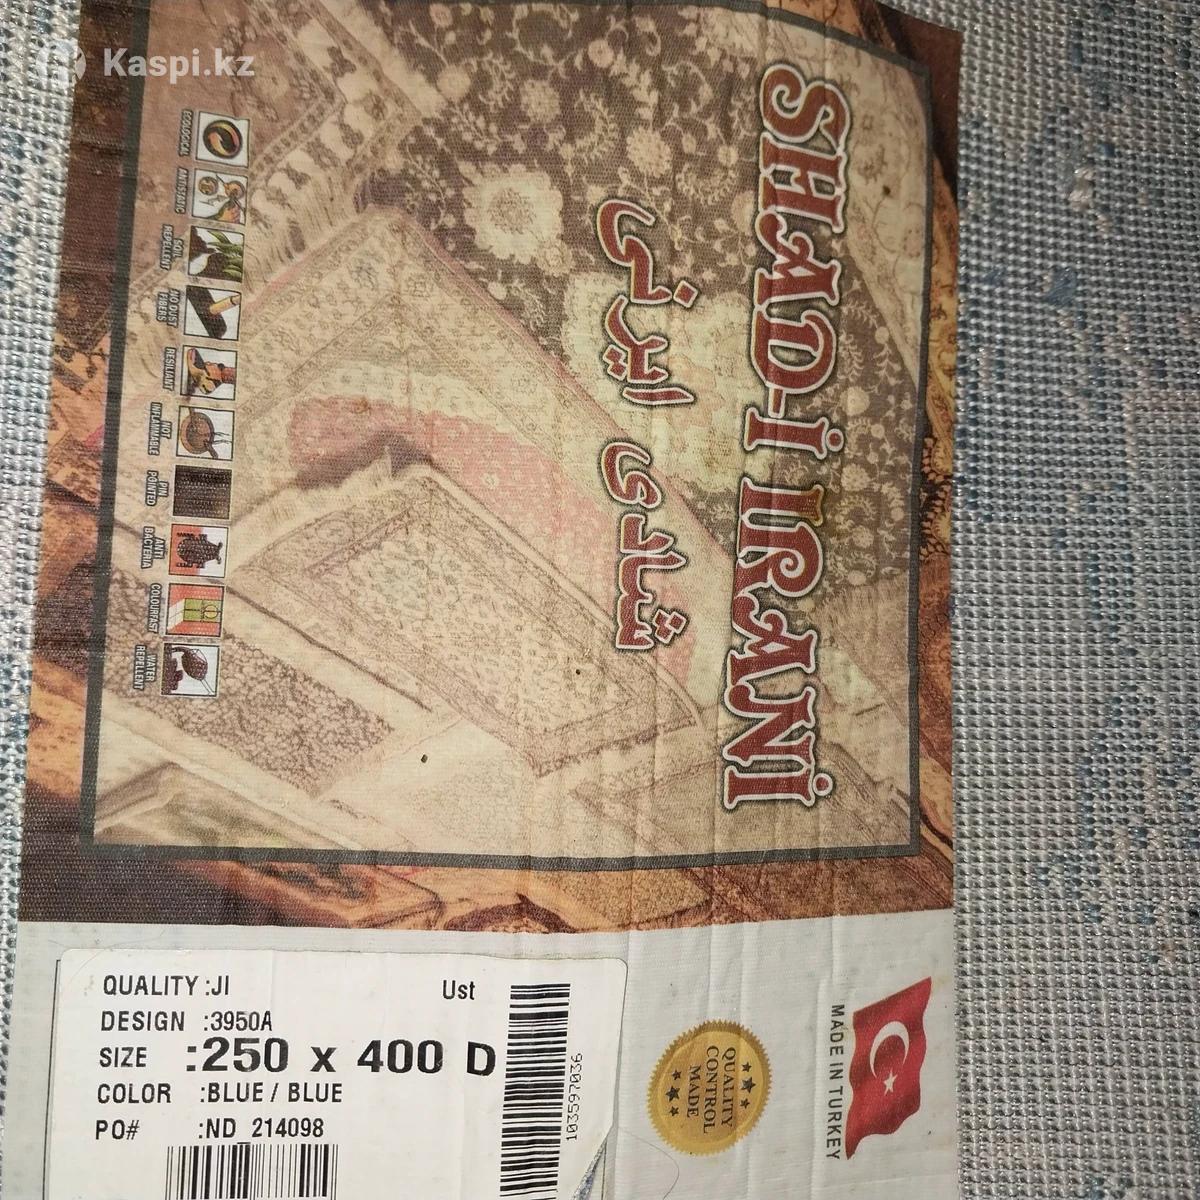 Kaspi.kz
SHAD-İ IRANİ
شادی ایرنی
ECOLOGICAL
ANTISTATIC
SOIL
REPELLENT
NO DUST
FIBERS
RESILIANT
NOT
INFLAMMABLE
PIN
POINTED
ANTI
BACTERIA
COLOURFAST
WATER
REPELLENT
MADE IN TURKEY
QUALITY
CONTROL
MADE
QUALITY :JI
Ust
DESIGN :3950A
SIZE :250 x 400 D
COLOR :BLUE / BLUE
PO# :ND_214098
103597036